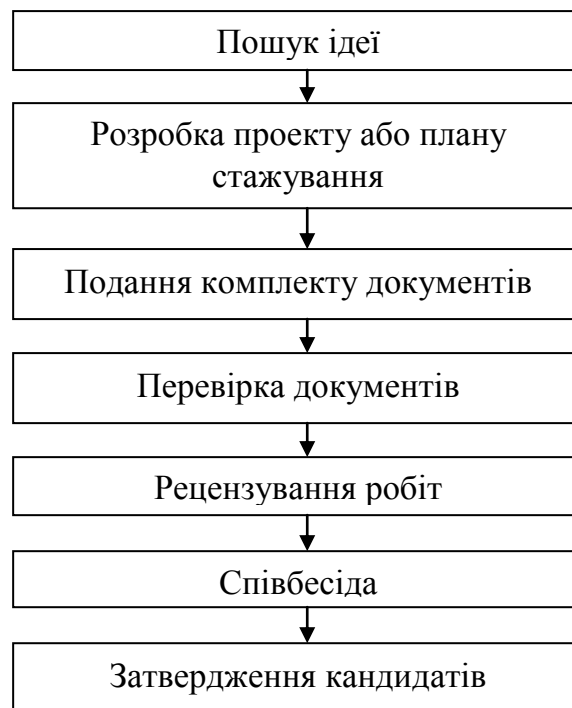 Пошук ідеї
Розробка проекту або плану
стажування
Подання комплекту документів
Перевірка документів
Рецензування робіт
Співбесіда
Затвердження кандидатів